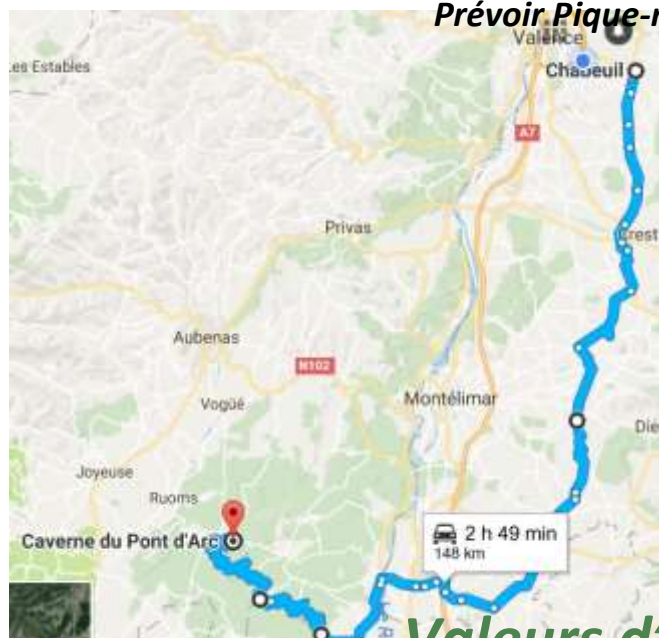 Prévoir Pique-
Valence
Les Estables
Chabeuil
A7
Privas
Crest
Aubenas
N102
Vogüé
Montélimar
Die
Joyeuse
Ruoms
Caverne du Pont d'Arc
2 h 49 min
148 km
Valeurs d'